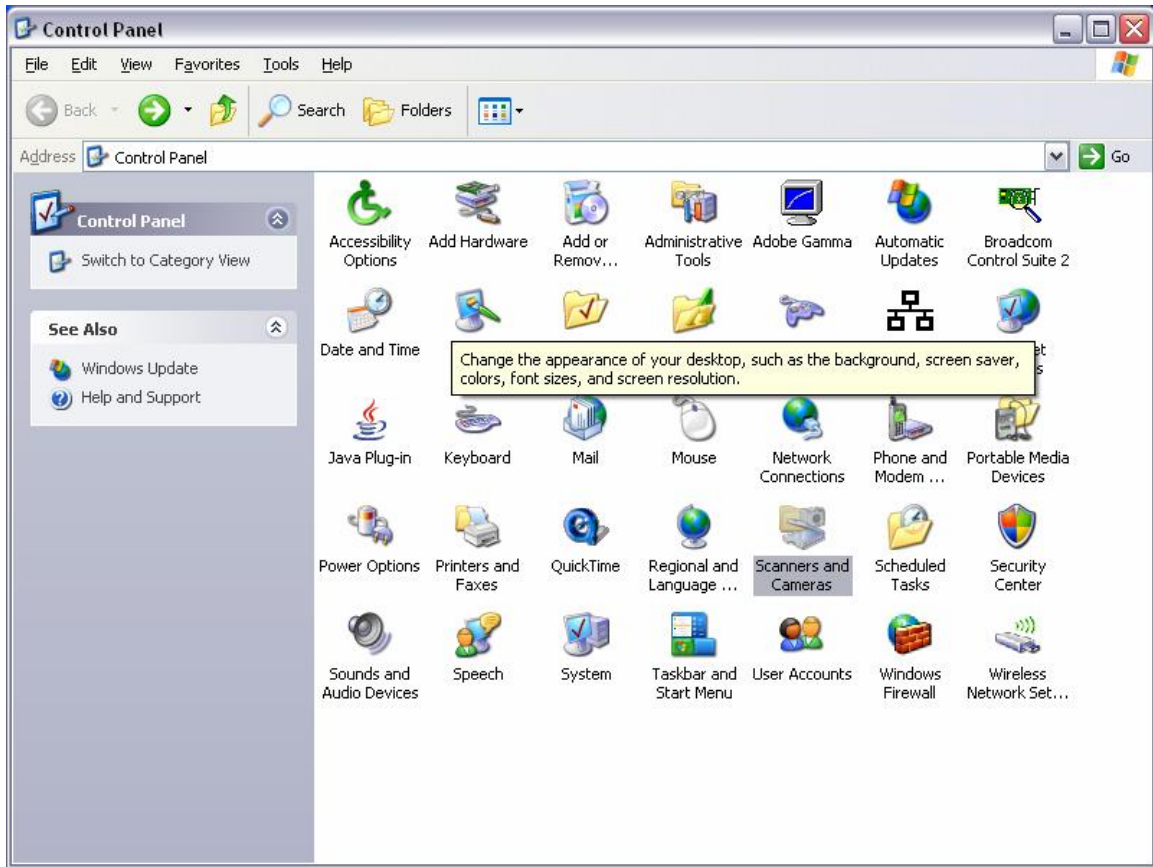 Control Panel
File Edit View Favorites Tools Help
Back Search Folders
Address Control Panel Go
Control Panel
Switch to Category View
See Also
Windows Update
Help and Support
Accessibility Options
Add Hardware
Add or Remov...
Administrative Tools
Adobe Gamma
Automatic Updates
Broadcom Control Suite 2
Date and Time
Change the appearance of your desktop, such as the background, screen saver,
colors, font sizes, and screen resolution.
Java Plug-in
Keyboard
Mail
Mouse
Network Connections
Phone and Modem ...
Portable Media Devices
Power Options
Printers and Faxes
QuickTime
Regional and Language ...
Scanners and Cameras
Scheduled Tasks
Security Center
Sounds and Audio Devices
Speech
System
Taskbar and Start Menu
User Accounts
Windows Firewall
Wireless Network Set...